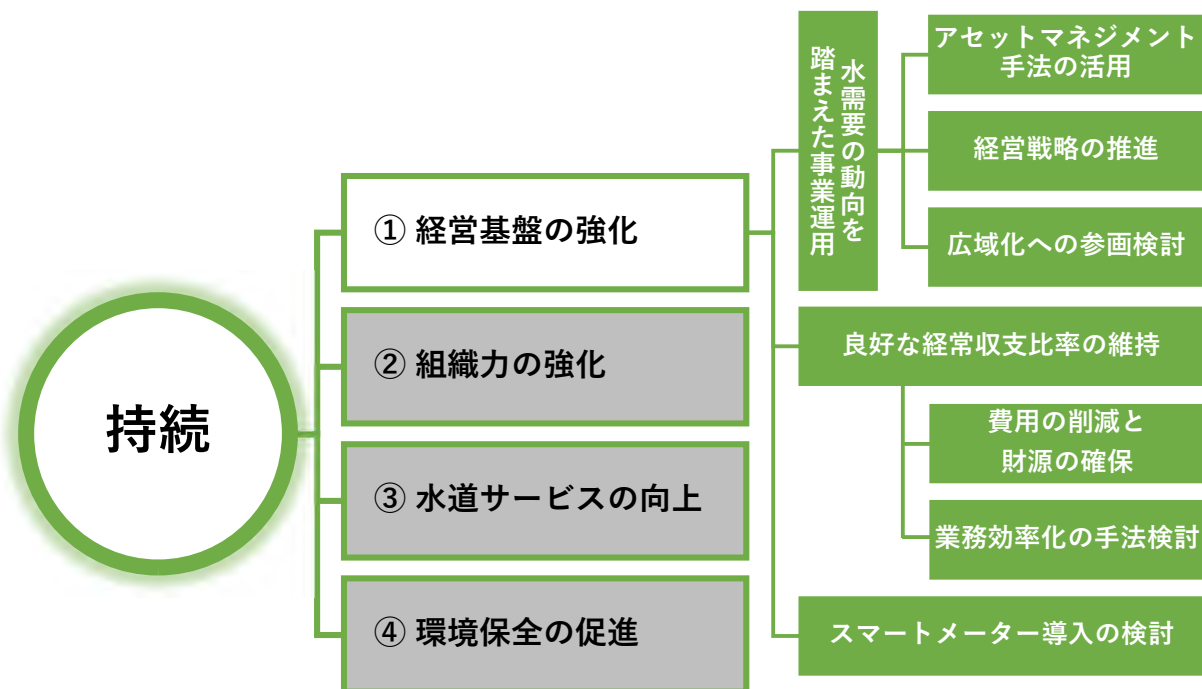 持続
① 経営基盤の強化
② 組織力の強化
③ 水道サービスの向上
④ 環境保全の促進
水需要の動向を
踏まえた事業運用
アセットマネジメント
手法の活用
経営戦略の推進
広域化への参画検討
良好な経常収支比率の維持
費用の削減と
財源の確保
業務効率化の手法検討
スマートメーター導入の検討